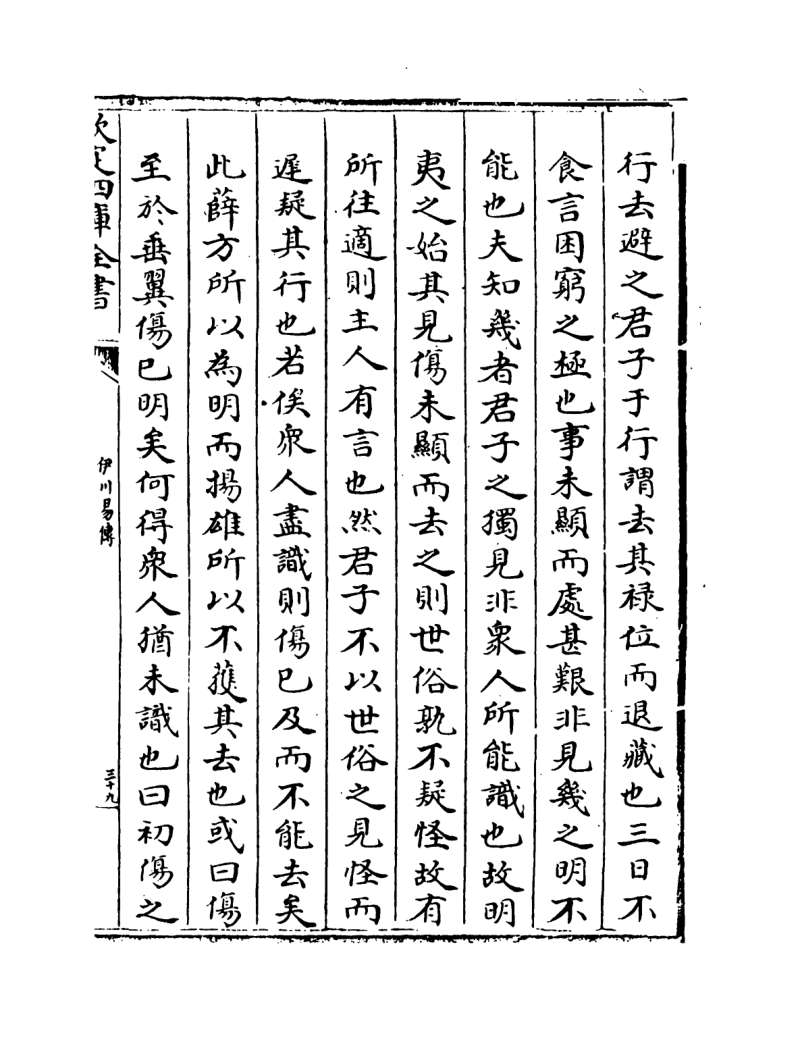 行去避之君子于行謂去其祿位而退藏也三日不
食言困窮之極也事未顯而處甚艱非見幾之明不
能也夫知幾者君子之獨見非衆人所能識也故明
夷之始其見傷未顯而去之則世俗孰不疑怪故有
所往適則主人有言也然君子不以世俗之見怪而
遲疑其行也若俟衆人盡識則傷已及而不能去矣
此薛方所以為明而揚雄所以不獲其去也或曰傷
至於垂翼傷已明矣何得衆人猶未識也曰初傷之
欽定四庫全書
伊川易傳
三十九